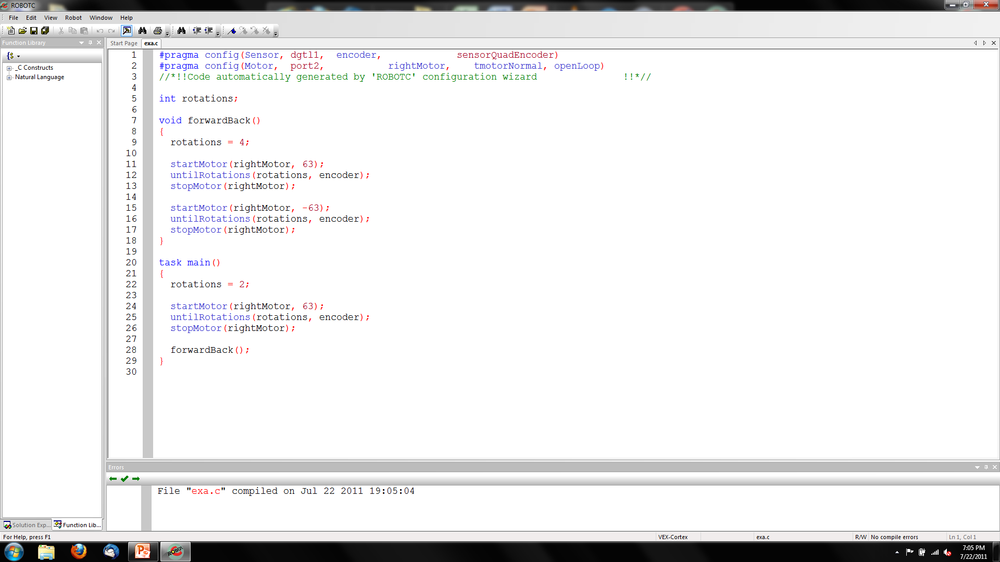 ROBOTC
File Edit View Robot Window Help
Function Library
Start Page exa.c
_C Constructs
Natural Language
1 #pragma config(Sensor, dgtl1,  encoder,             sensorQuadEncoder)
2 #pragma config(Motor,  port2,           rightMotor,    tmotorNormal, openLoop)
3 //*!!Code automatically generated by 'ROBOTC' configuration wizard               !!*//
4
5 int rotations;
6
7 void forwardBack()
8 {
9   rotations = 4;
10
11   startMotor(rightMotor, 63);
12   untilRotations(rotations, encoder);
13   stopMotor(rightMotor);
14
15   startMotor(rightMotor, -63);
16   untilRotations(rotations, encoder);
17   stopMotor(rightMotor);
18 }
19
20 task main()
21 {
22   rotations = 2;
23
24   startMotor(rightMotor, 63);
25   untilRotations(rotations, encoder);
26   stopMotor(rightMotor);
27
28   forwardBack();
29 }
30
Errors
File "exa.c" compiled on Jul 22 2011 19:05:04
Solution Exp... Function Lib...
For Help, press F1 VEX-Cortex exa.c R/W No compile errors Ln 1, Col 1
ROBOT
7:05 PM
7/22/2011